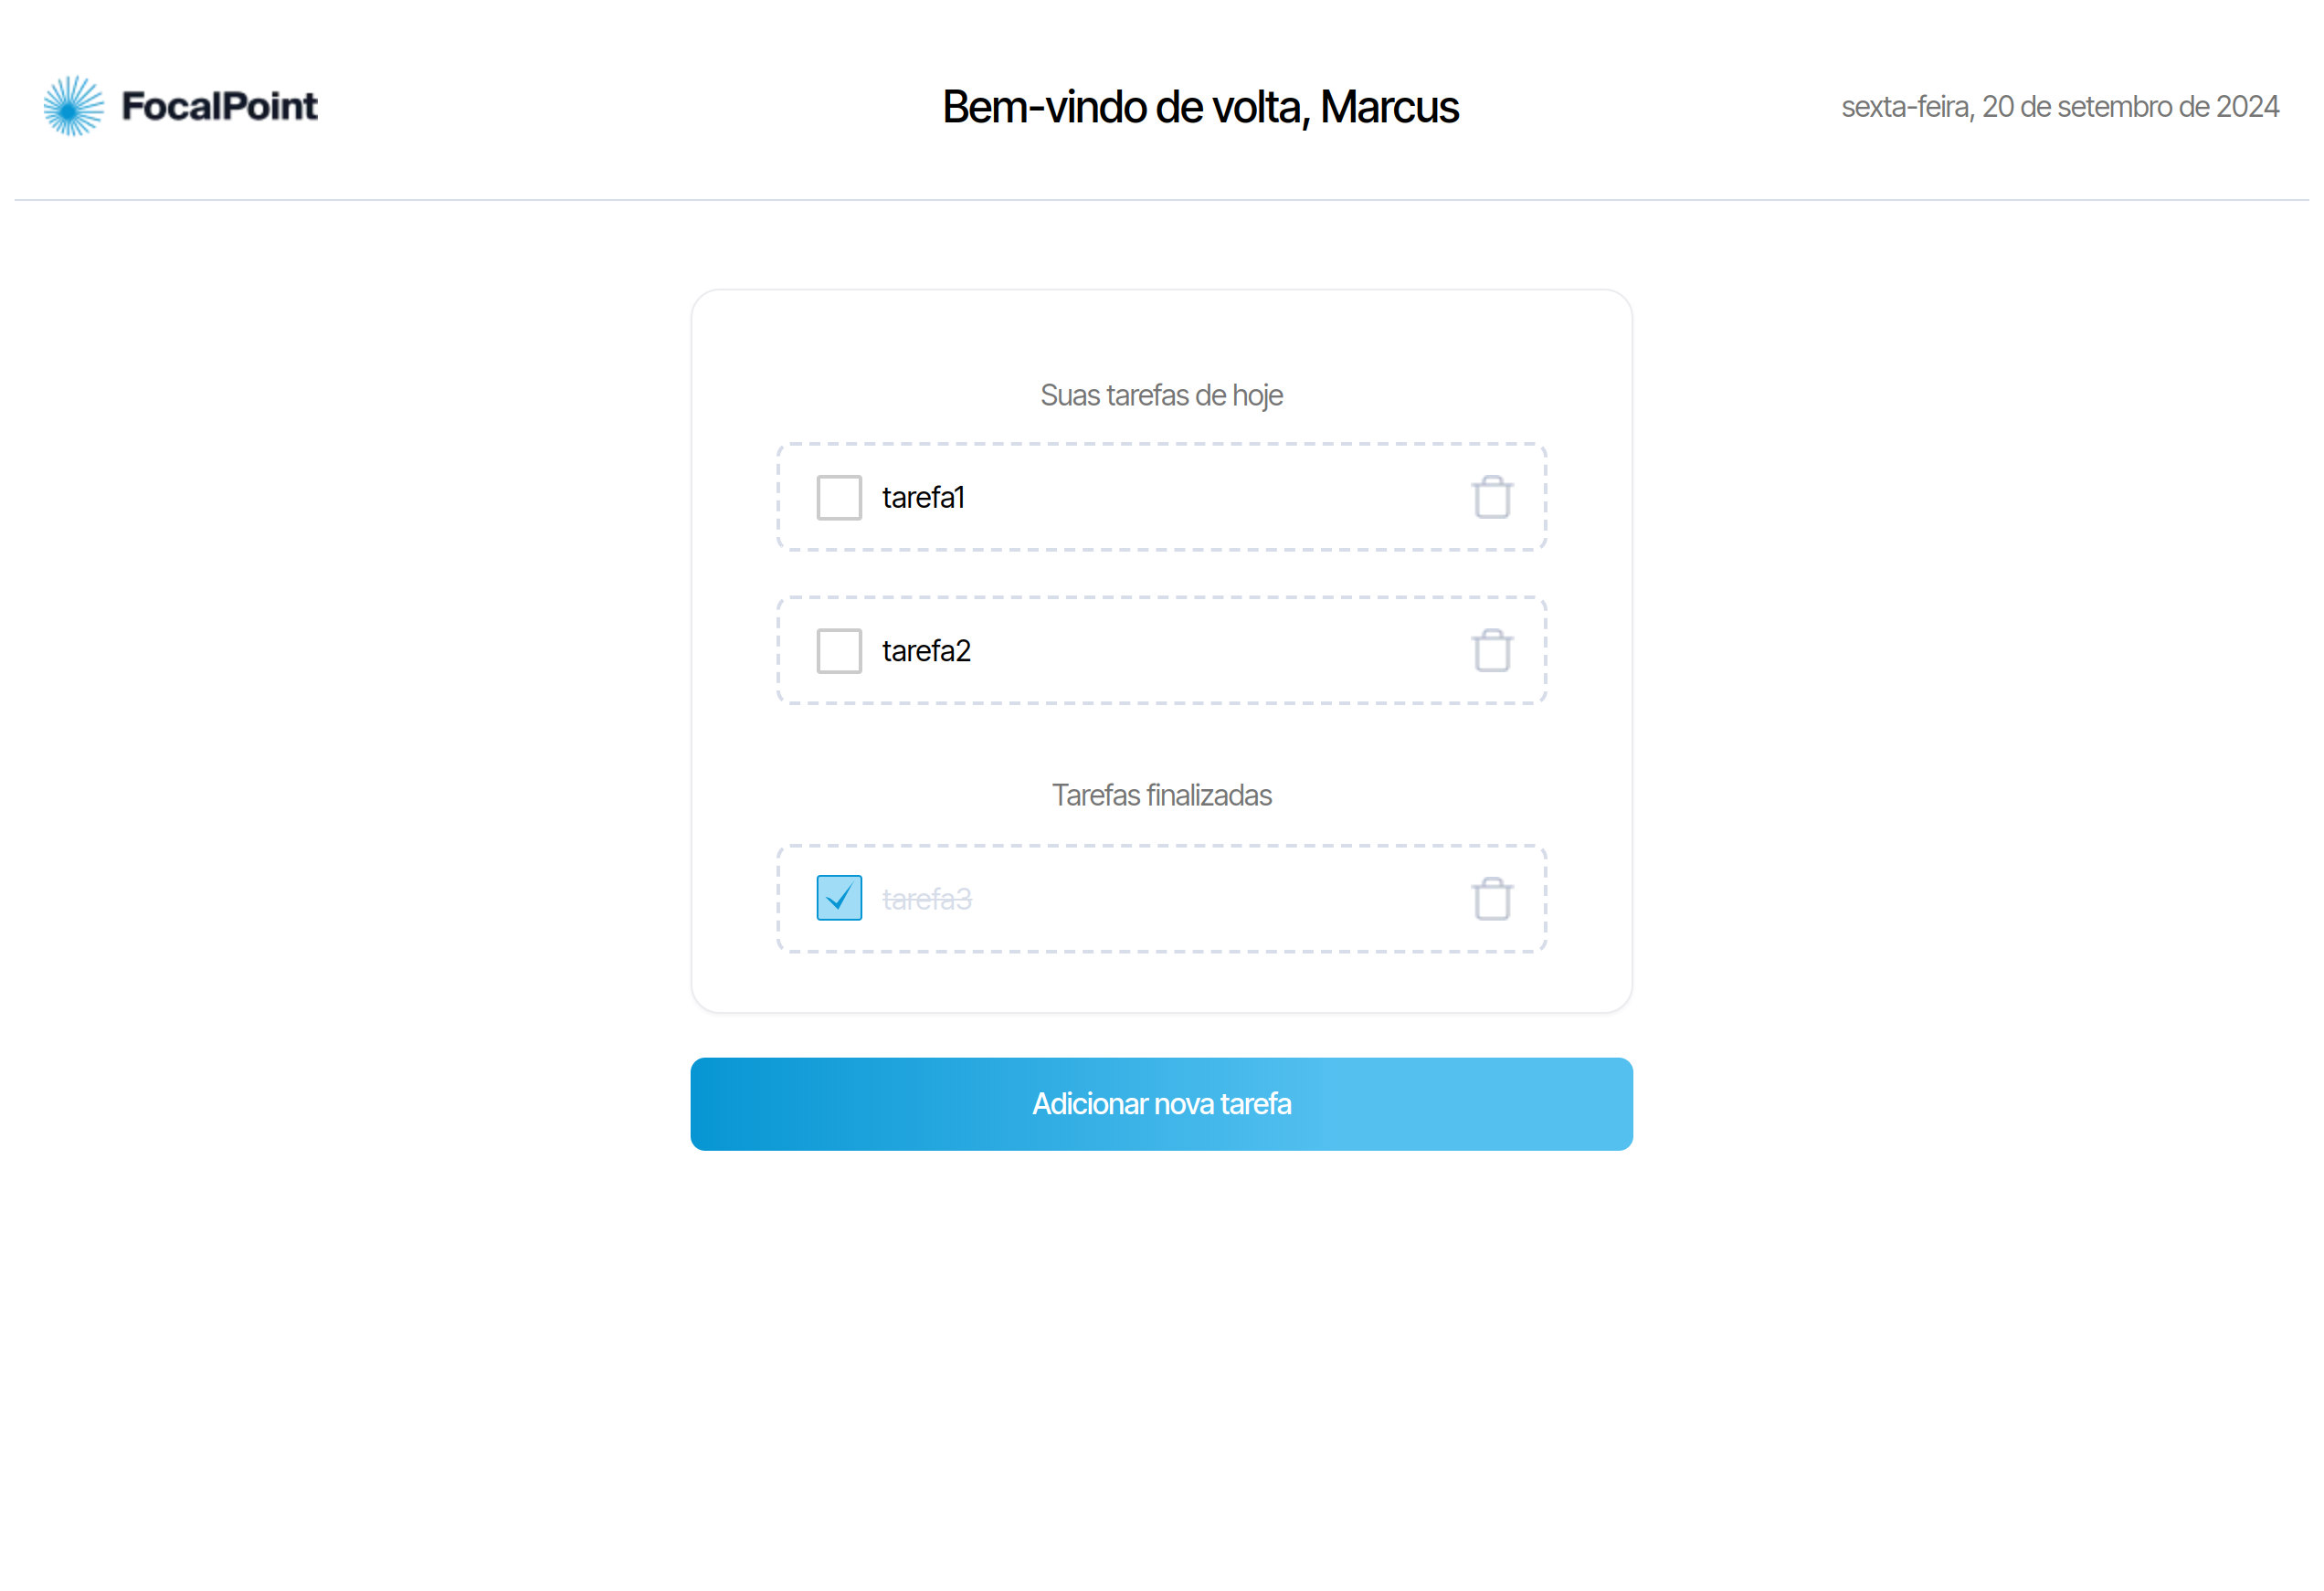 FocalPoint
Bem-vindo de volta, Marcus
sexta-feira, 20 de setembro de 2024
Suas tarefas de hoje
tarefa1
tarefa2
Tarefas finalizadas
tarefa3
Adicionar nova tarefa